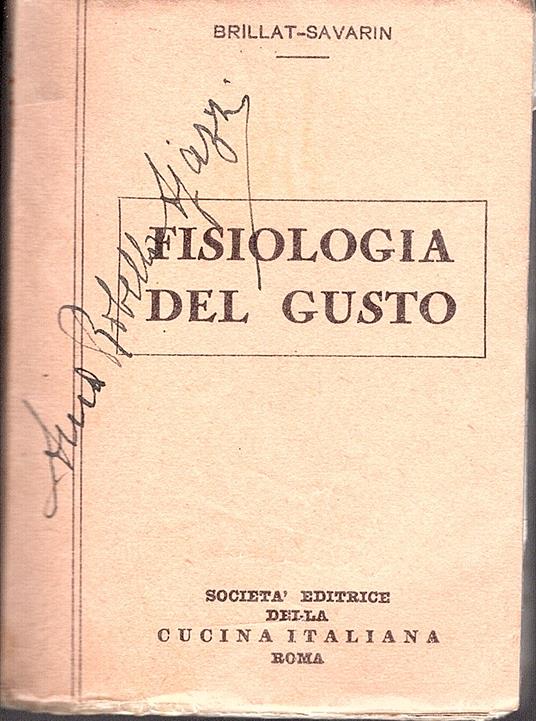 BRILLAT-SAVARIN
FISIOLOGIA
DEL GUSTO
SOCIETA' EDITRICE
DELLA
CUCINA ITALIANA
ROMA